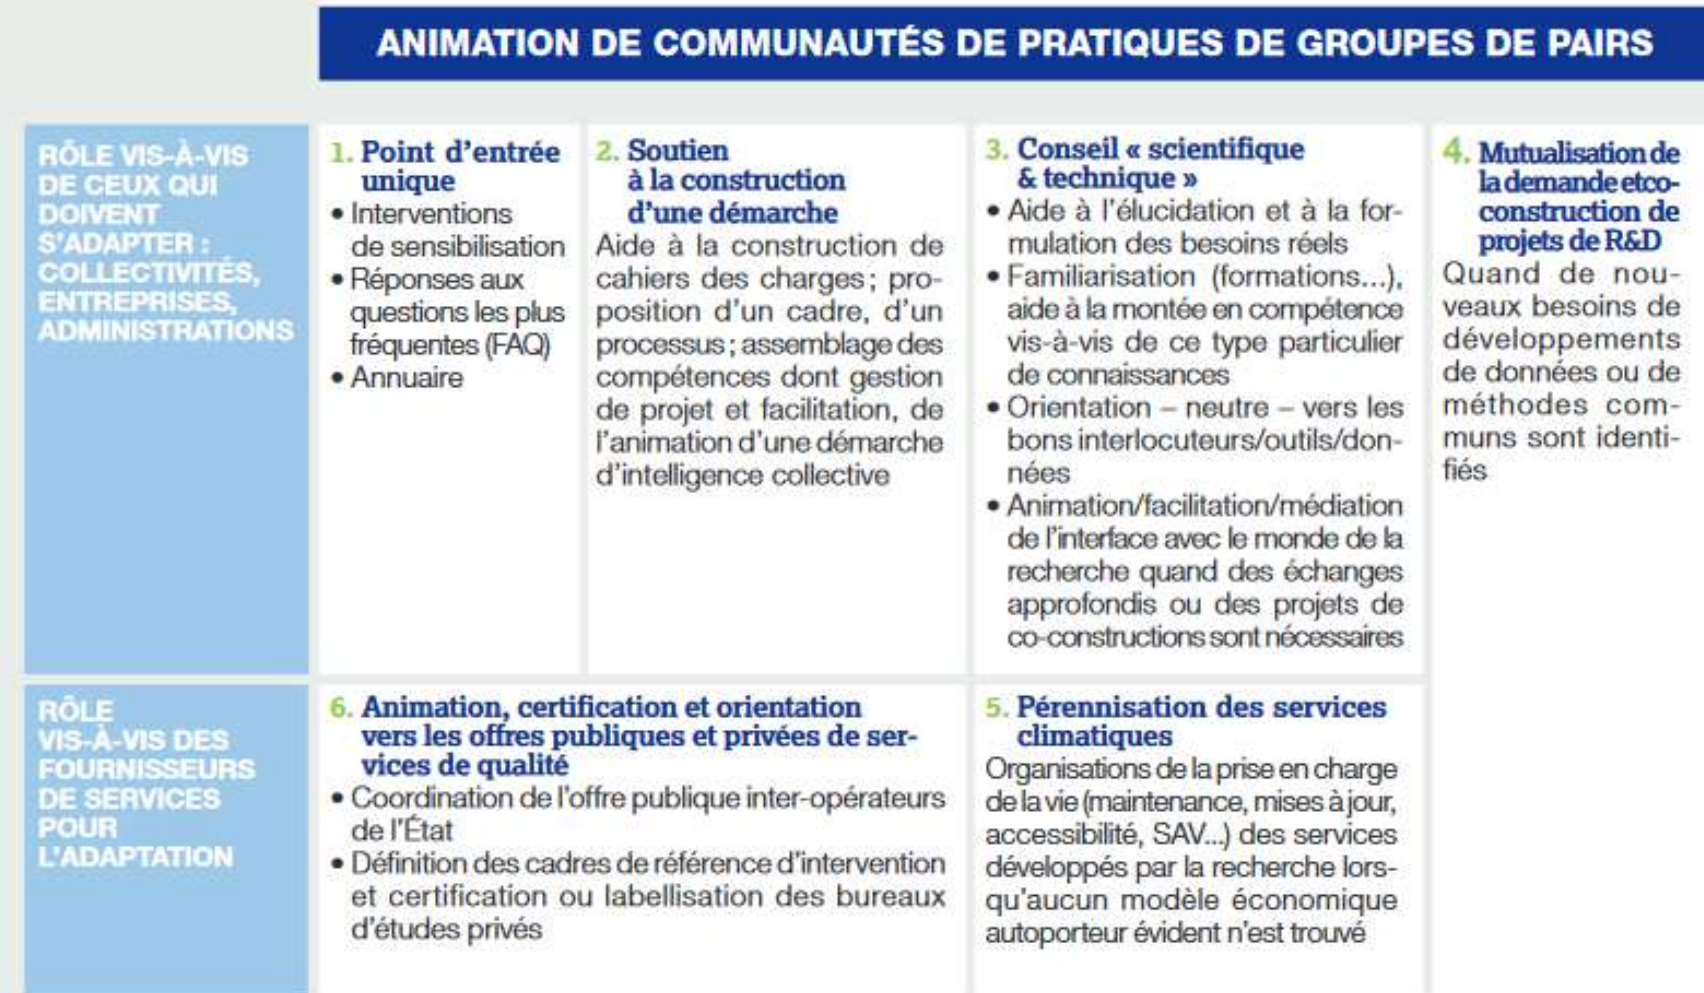 ANIMATION DE COMMUNAUTÉS DE PRATIQUES DE GROUPES DE PAIRS
RÔLE VIS-À-VIS
DE CEUX QUI
DOIVENT
S'ADAPTER :
COLLECTIVITÉS,
ENTREPRISES,
ADMINISTRATIONS
1. Point d'entrée
unique
• Interventions
de sensibilisation
• Réponses aux
questions les plus
fréquentes (FAQ)
• Annuaire
2. Soutien
à la construction
d'une démarche
Aide à la construction de
cahiers des charges ; pro-
position d'un cadre, d'un
processus ; assemblage des
compétences dont gestion
de projet et facilitation, de
l'animation d'une démarche
d'intelligence collective
3. Conseil « scientifique
& technique »
• Aide à l'élucidation et à la for-
mulation des besoins réels
• Familiarisation (formations...),
aide à la montée en compétence
vis-à-vis de ce type particulier
de connaissances
• Orientation – neutre – vers les
bons interlocuteurs/outils/don-
nées
• Animation/facilitation/médiation
de l'interface avec le monde de la
recherche quand des échanges
approfondis ou des projets de
co-constructions sont nécessaires
4. Mutualisation de
la demande etco-
construction de
projets de R&D
Quand de nou-
veaux besoins de
développements
de données ou de
méthodes com-
muns sont identi-
fiés
RÔLE
VIS-À-VIS DES
FOURNISSEURS
DE SERVICES
POUR
L'ADAPTATION
6. Animation, certification et orientation
vers les offres publiques et privées de ser-
vices de qualité
• Coordination de l'offre publique inter-opérateurs
de l'État
• Définition des cadres de référence d'intervention
et certification ou labellisation des bureaux
d'études privés
5. Pérennisation des services
climatiques
Organisations de la prise en charge
de la vie (maintenance, mises à jour,
accessibilité, SAV...) des services
développés par la recherche lors-
qu'aucun modèle économique
autoporteur évident n'est trouvé